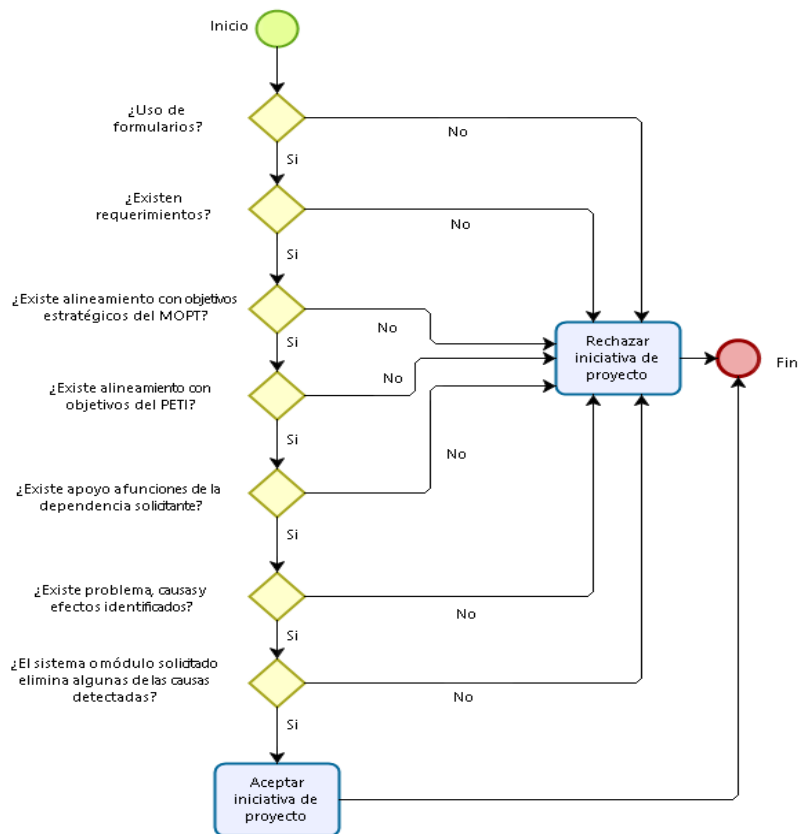 Inicio
¿Uso de
formularios?
No
Si
¿Existen
requerimientos?
No
Si
¿Existe alineamiento con objetivos
estratégicos del MOPT?
No
Si
Rechazar
iniciativa de
proyecto
Fin
¿Existe alineamiento con
objetivos del PETI?
No
Si
¿Existe apoyo a funciones de la
dependencia solicitante?
No
Si
¿Existe problema, causas y
efectos identificados?
No
Si
¿El sistema o módulo solicitado
elimina algunas de las causas
detectadas?
No
Si
Aceptar
iniciativa de
proyecto